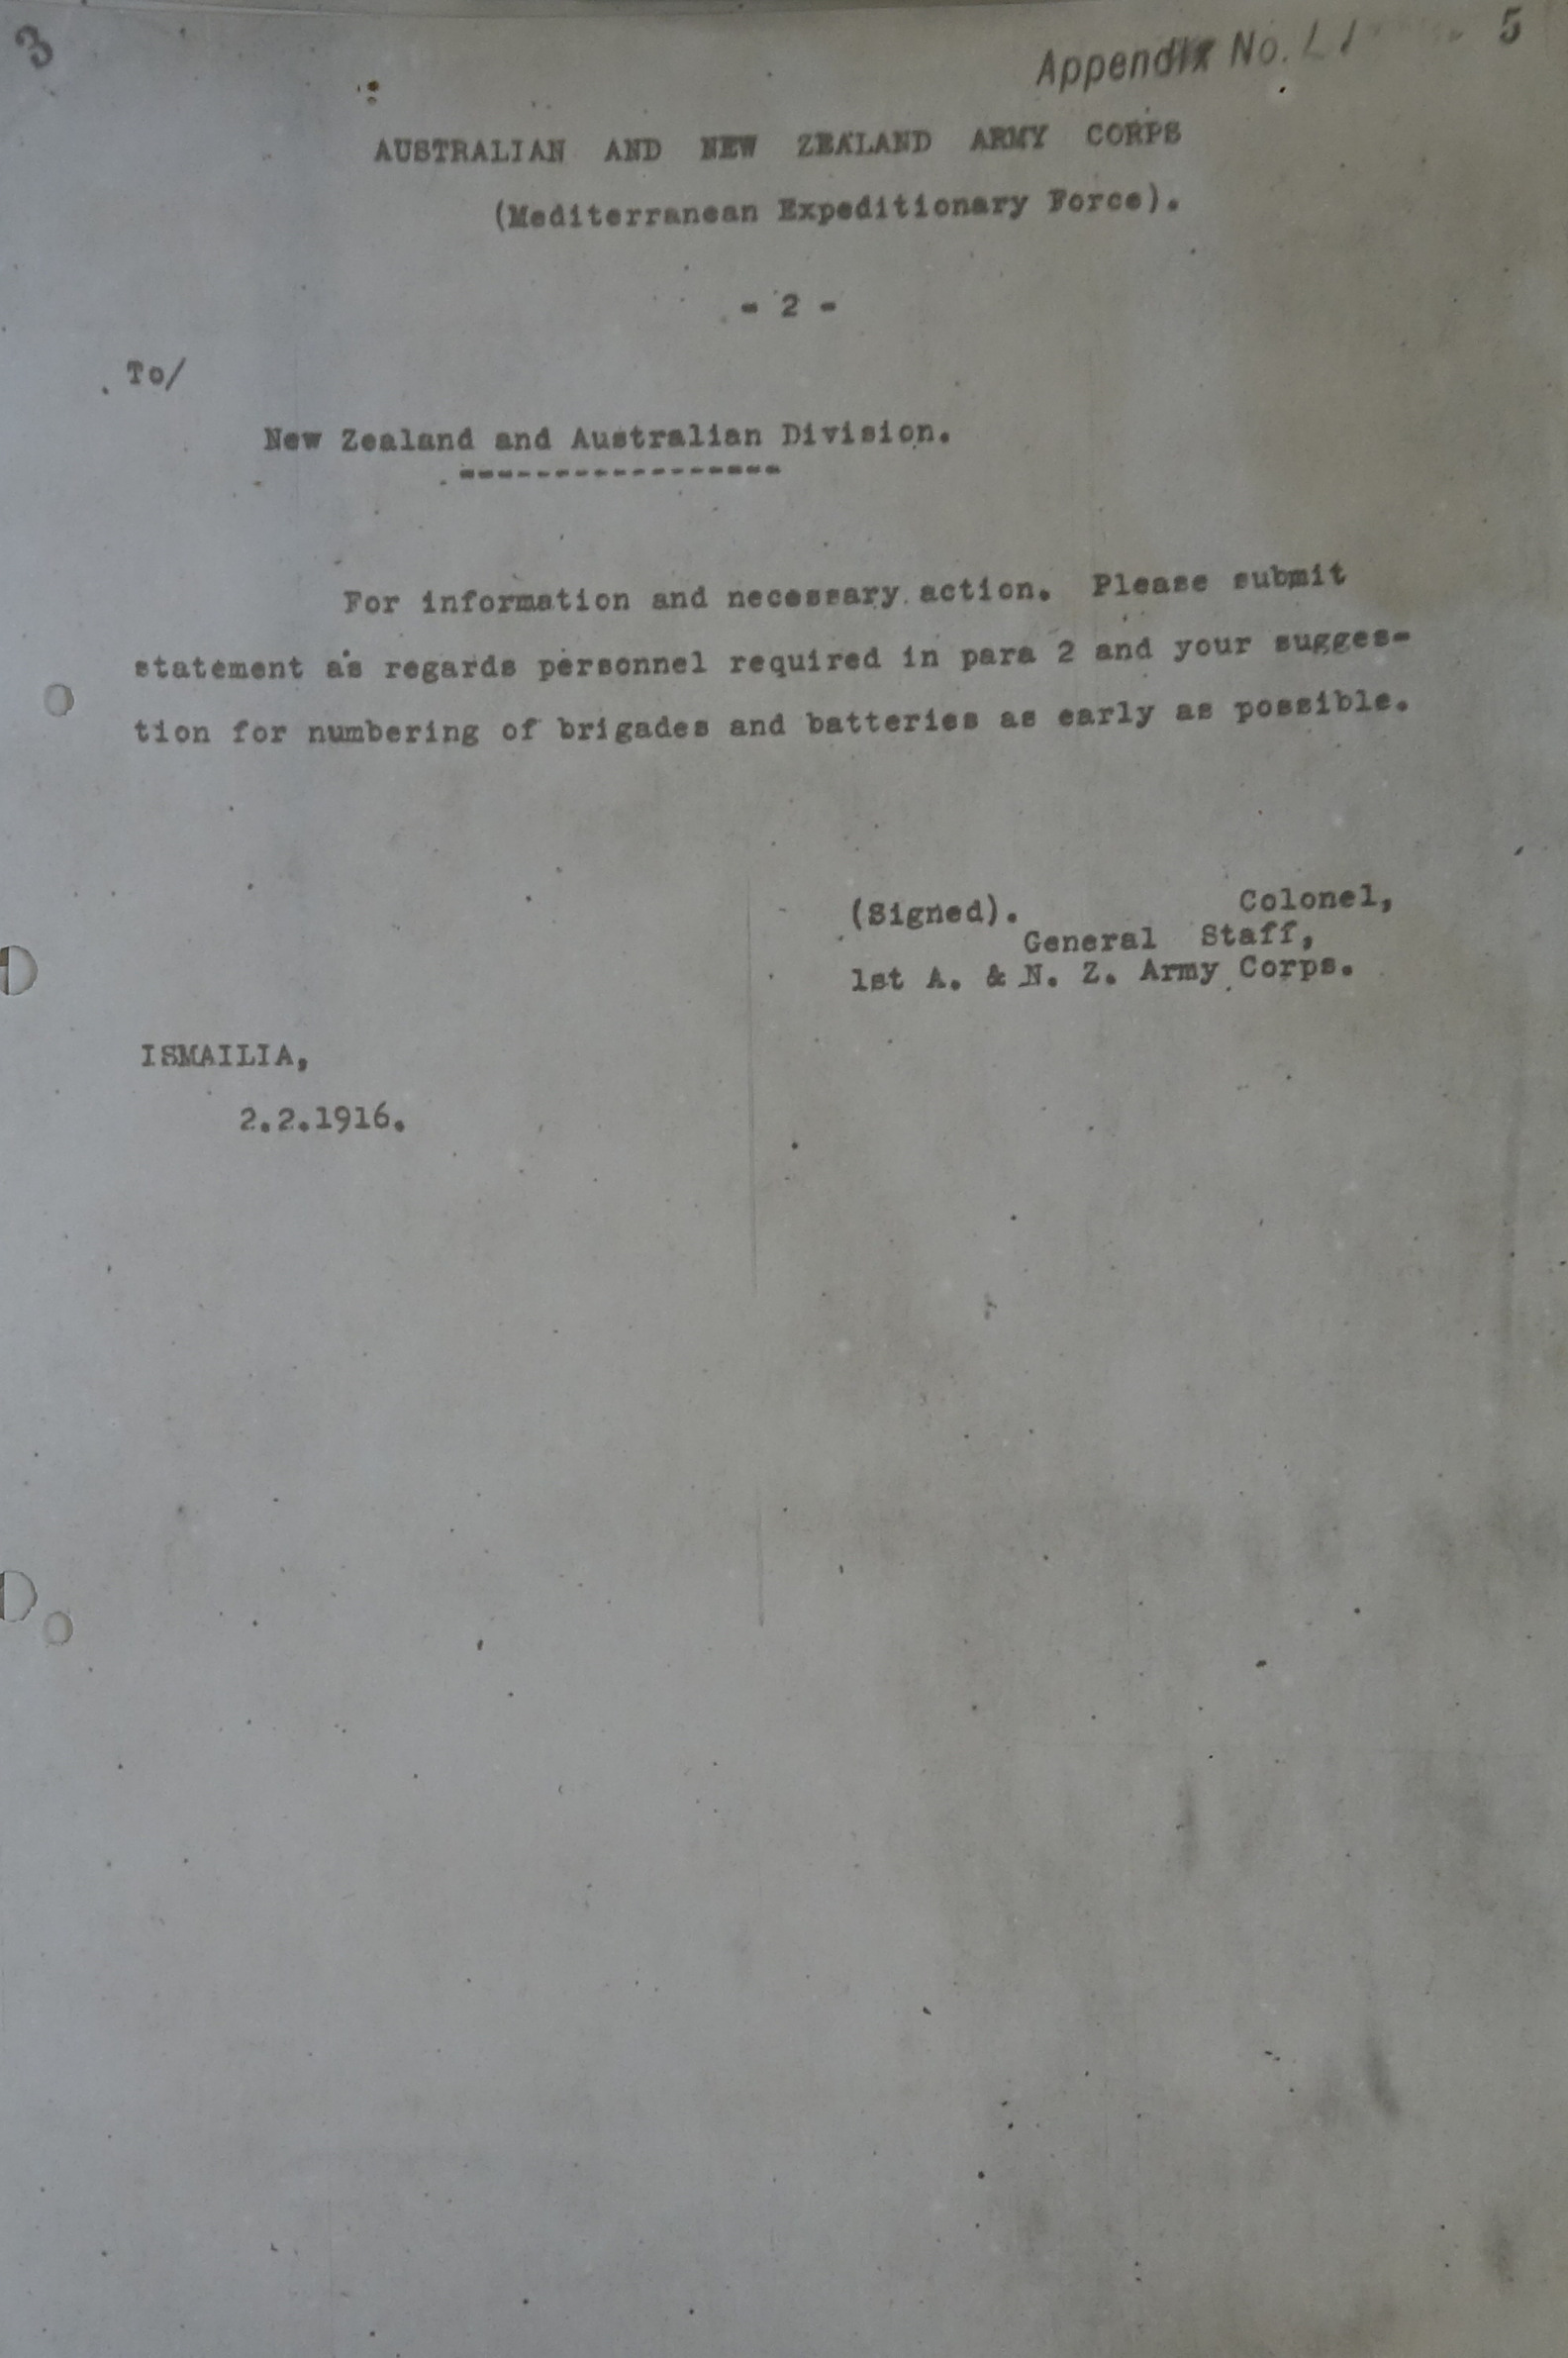 3
Appendix No. 5
AUSTRALIAN AND NEW ZEALAND ARMY CORPS
(Mediterranean Expeditionary Force).
- 2 -
To/
New Zealand and Australian Division.
-----------------
For information and necessary action. Please submit
statement as regards personnel required in para 2 and your sugges-
tion for numbering of brigades and batteries as early as possible.
(Signed). Colonel,
General Staff,
1st A. & N. Z. Army Corps.
ISMAILIA,
2.2.1916.